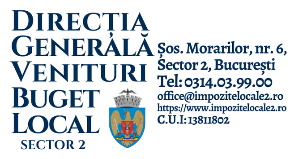 Direcția
Generală
Venituri
Buget
Local
SECTOR 2
Șos. Morarilor, nr. 6,
Sector 2, București
Tel: 0314.03.99.00
office@impozitelocale2.ro
https://www.impozitelocale2.ro
C.U.I: 13811802